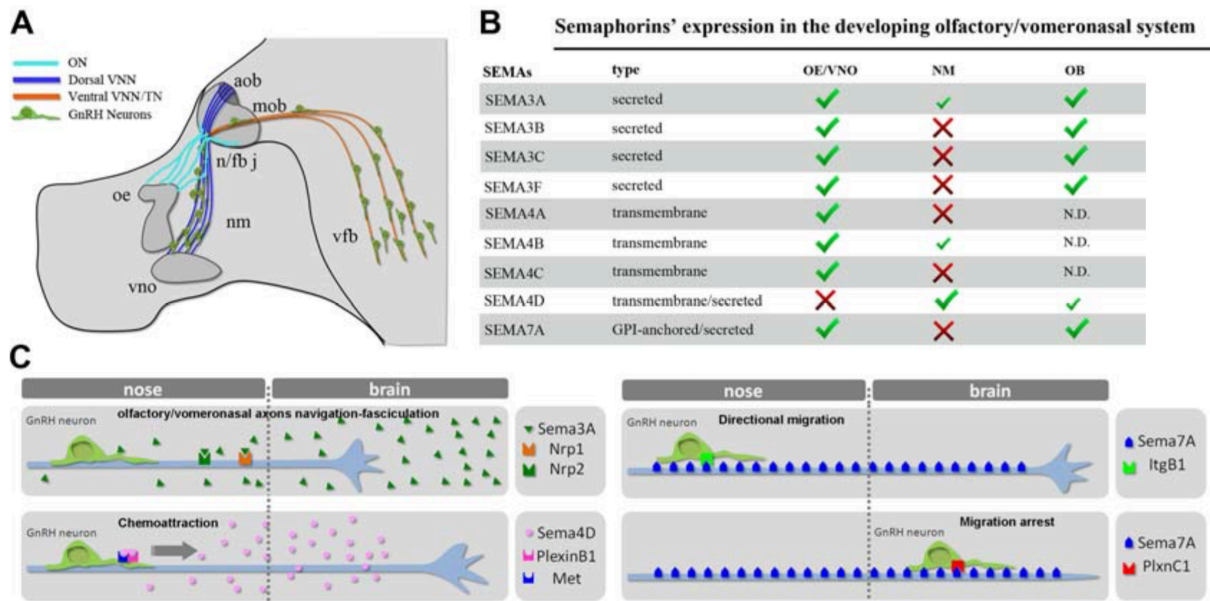 A
ON
Dorsal VNN
Ventral VNN/TN
GnRH Neurons
aob
mob
n/fb j
oe
nm
vfb
vno
B
Semaphorins' expression in the developing olfactory/vomeronasal system
SEMAs type OE/VNO NM OB
SEMA3A secreted
SEMA3B secreted
SEMA3C secreted
SEMA3F secreted
SEMA4A transmembrane N.D.
SEMA4B transmembrane N.D.
SEMA4C transmembrane N.D.
SEMA4D transmembrane/secreted
SEMA7A GPI-anchored/secreted
C
nose brain
olfactory/vomeronasal axons navigation-fasciculation
GnRH neuron
Sema3A
Nrp1
Nrp2
Chemoattraction
GnRH neuron
Sema4D
PlexinB1
Met
nose brain
Directional migration
GnRH neuron
Sema7A
ItgB1
Migration arrest
GnRH neuron
Sema7A
PlxnC1